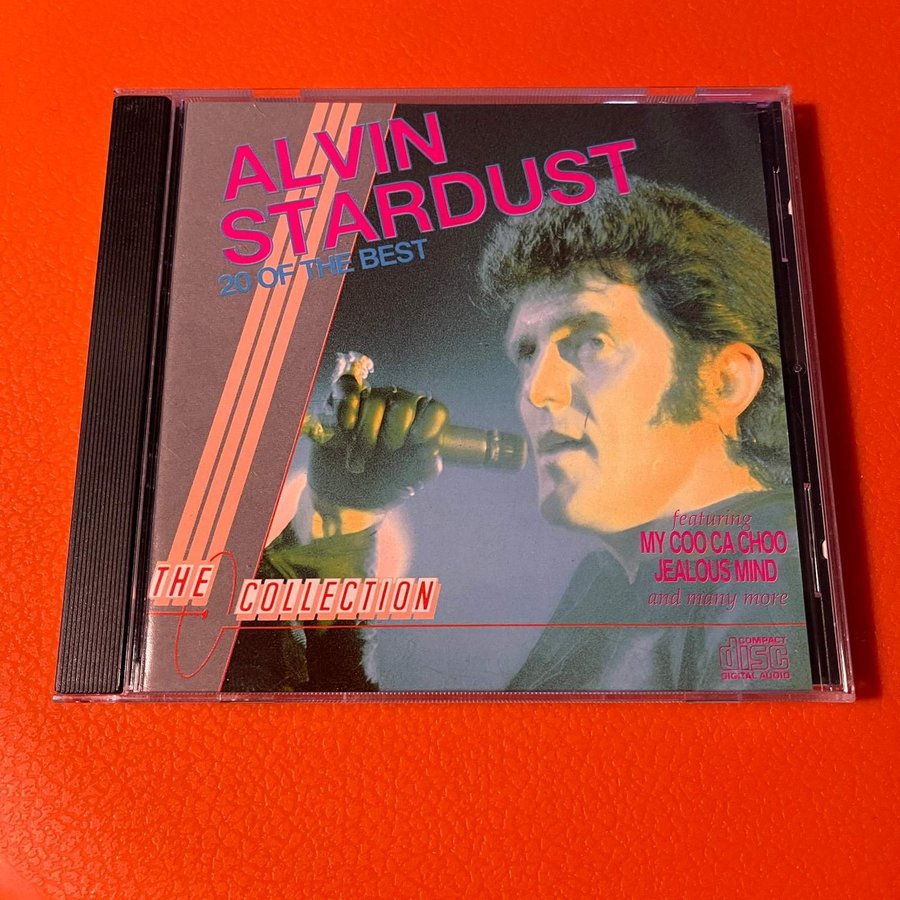 ALVIN
STARDUST
20 OF THE BEST
featuring
MY COO CA CHOO
JEALOUS MIND
and many more
THE COLLECTION
COMPACT
disc
DIGITAL AUDIO